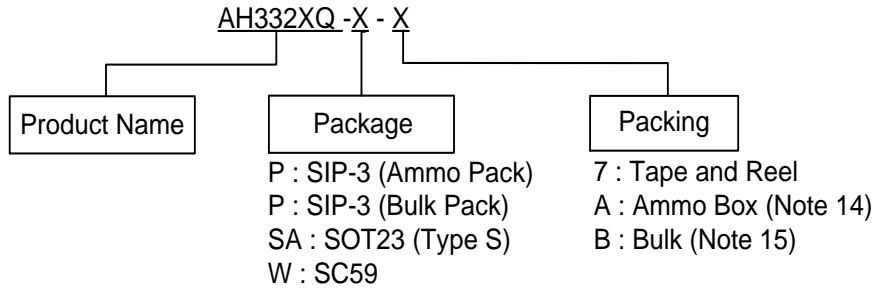 AH332XQ -X - X
Product Name
Package
Packing
P : SIP-3 (Ammo Pack)
P : SIP-3 (Bulk Pack)
SA : SOT23 (Type S)
W : SC59
7 : Tape and Reel
A : Ammo Box (Note 14)
B : Bulk (Note 15)